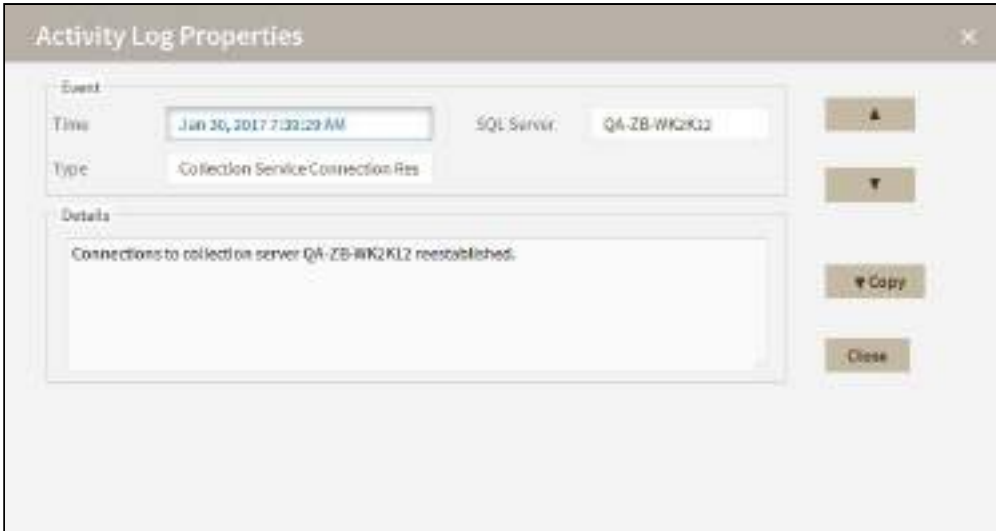 Activity Log Properties ×
Event
Time Jan 30, 2017 7:39:29 AM SQL Server QA-ZB-WK2K12 ▲
Type Collection Service Connection Res ▼
Details
Connections to collection server QA-ZB-WK2K12 reestablished.
▼ Copy
Close